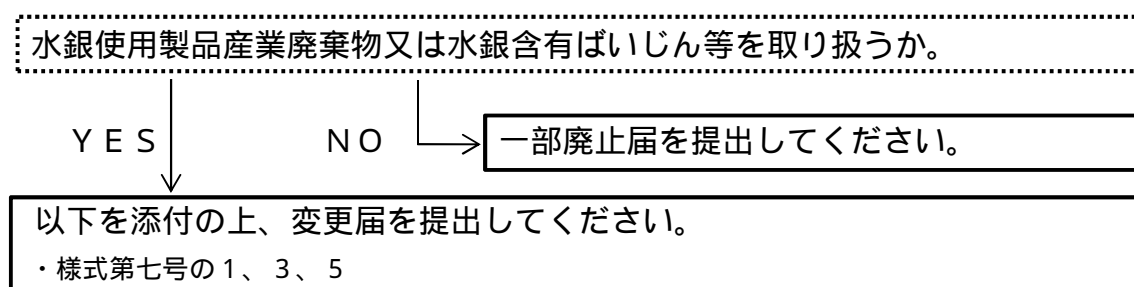 水銀使用製品産業廃棄物又は水銀含有ばいじん等を取り扱うか。
ＹＥＳ ＮＯ 一部廃止届を提出してください。
以下を添付の上、変更届を提出してください。
・様式第七号の１、３、５